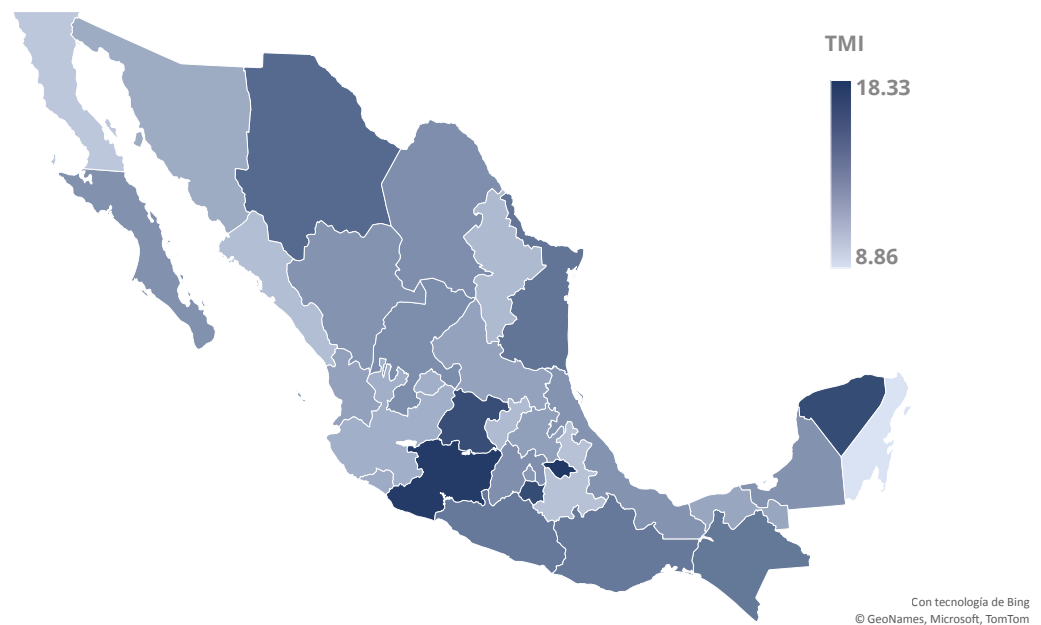 TMI
18.33
8.86
Con tecnología de Bing
© GeoNames, Microsoft, TomTom